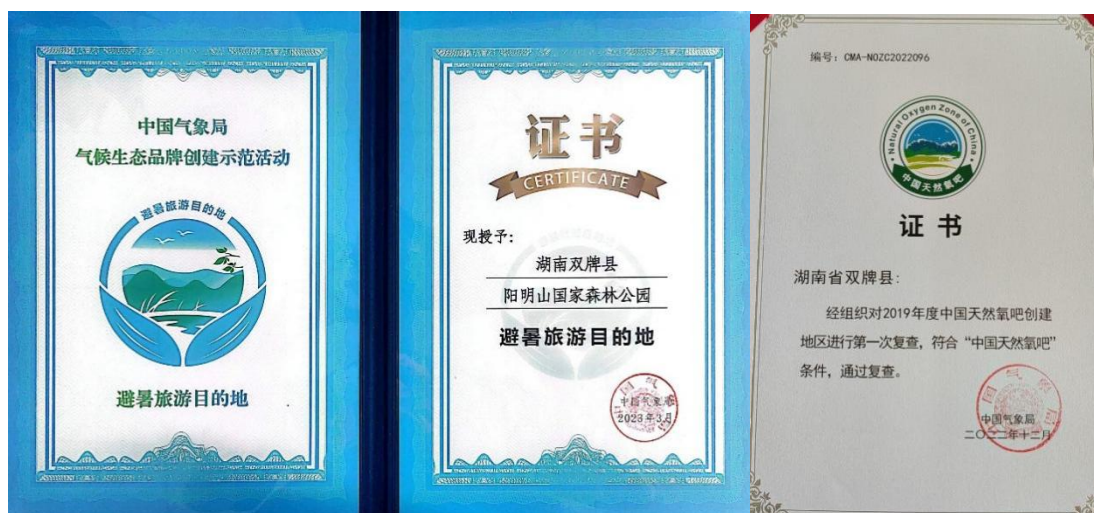 中国气象局
气候生态品牌创建示范活动
避暑旅游目的地
避暑旅游目的地
证书
CERTIFICATE
现授予：
湖南双牌县
阳明山国家森林公园
避暑旅游目的地
中国气象局
2023年3月
编号：CMA-NOZC2022096
Natural Oxygen Zone of China
中国天然氧吧
证书
湖南省双牌县：
经组织对2019年度中国天然氧吧创建
地区进行第一次复查，符合“中国天然氧吧”
条件，通过复查。
中国气象局
二〇二二年十二月